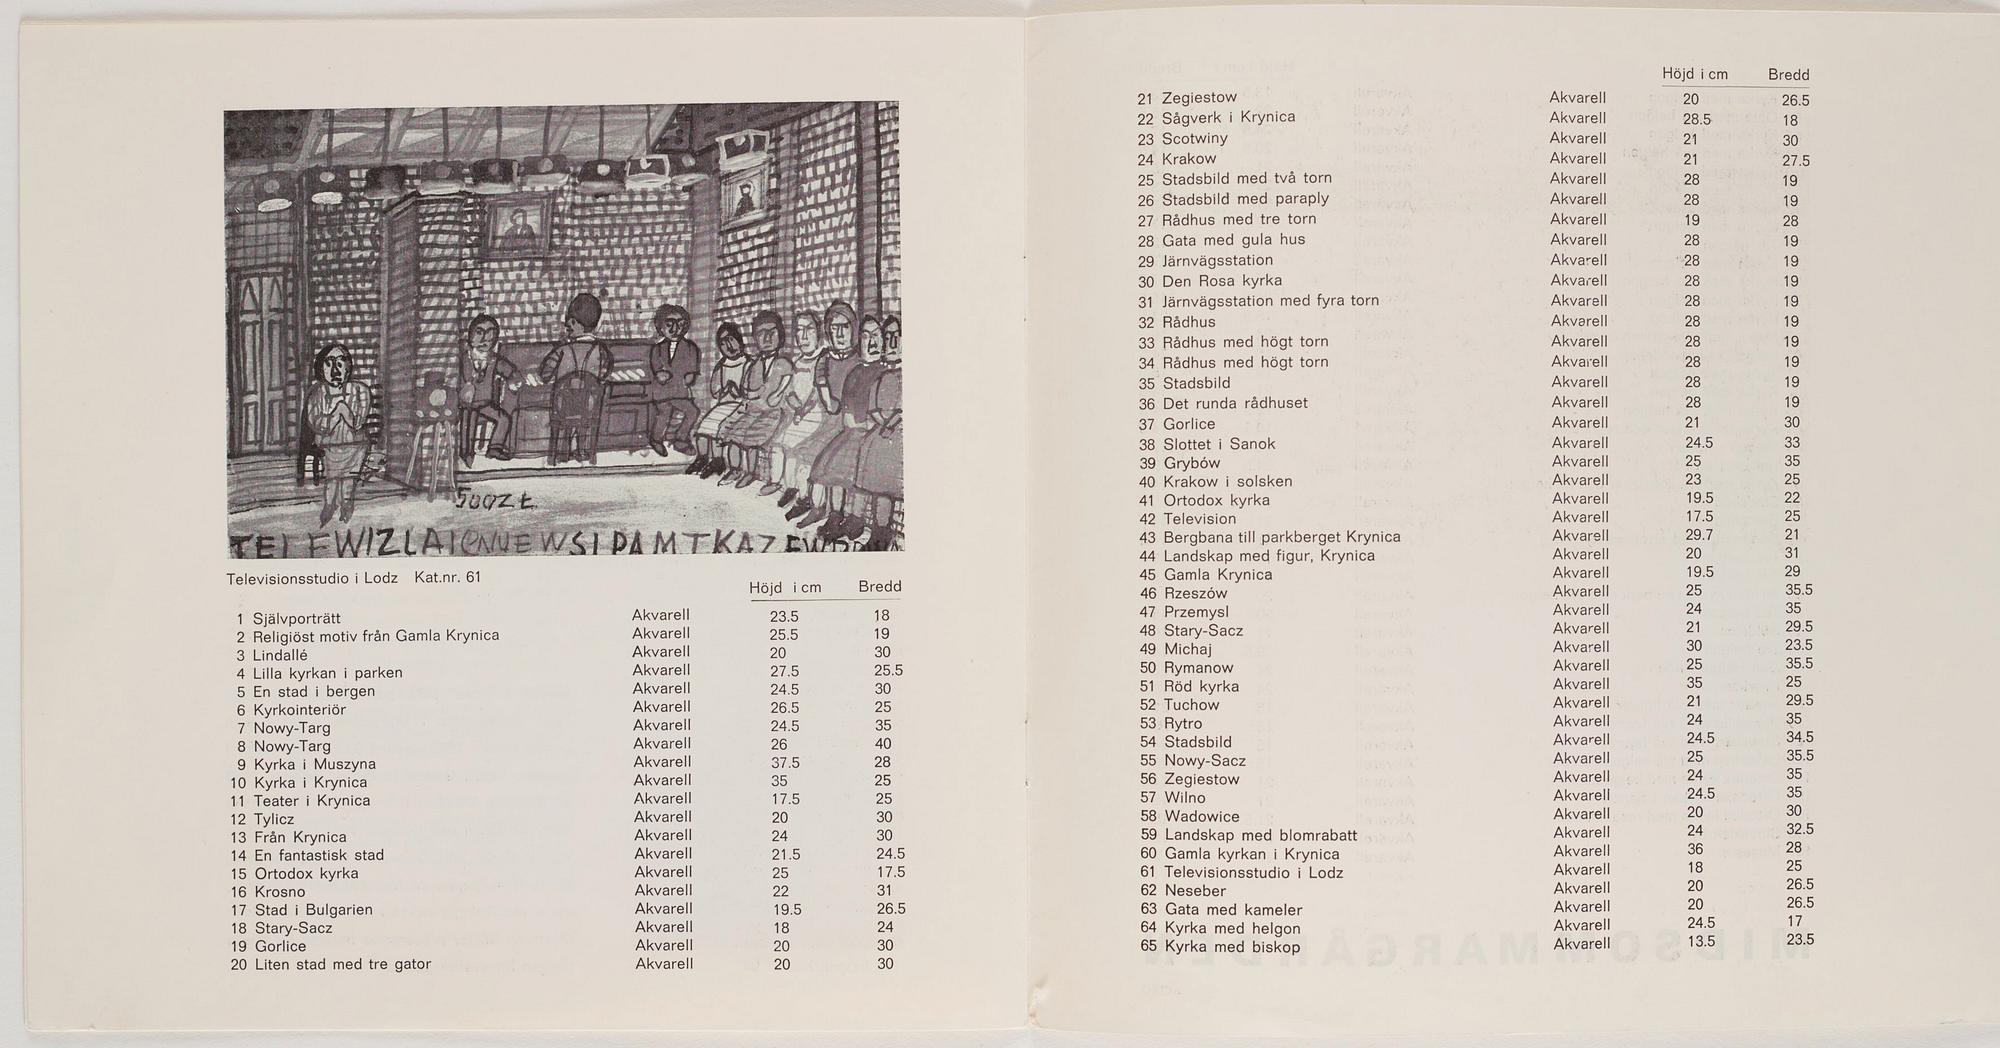 500 ZŁ
Televisionsstudio i Lodz Kat.nr. 61
Höjd i cm Bredd
1 Självporträtt Akvarell 23.5 18
2 Religiöst motiv från Gamla Krynica Akvarell 25.5 19
3 Lindallé Akvarell 20 30
4 Lilla kyrkan i parken Akvarell 27.5 25.5
5 En stad i bergen Akvarell 24.5 30
6 Kyrkointeriör Akvarell 26.5 25
7 Nowy-Targ Akvarell 24.5 35
8 Nowy-Targ Akvarell 26 40
9 Kyrka i Muszyna Akvarell 37.5 28
10 Kyrka i Krynica Akvarell 35 25
11 Teater i Krynica Akvarell 17.5 25
12 Tylicz Akvarell 20 30
13 Från Krynica Akvarell 24 30
14 En fantastisk stad Akvarell 21.5 24.5
15 Ortodox kyrka Akvarell 25 17.5
16 Krosno Akvarell 22 31
17 Stad i Bulgarien Akvarell 19.5 26.5
18 Stary-Sacz Akvarell 18 24
19 Gorlice Akvarell 20 30
20 Liten stad med tre gator Akvarell 20 30
Höjd i cm Bredd
21 Zegiestow Akvarell 20 26.5
22 Sågverk i Krynica Akvarell 28.5 18
23 Scotwiny Akvarell 21 30
24 Krakow Akvarell 21 27.5
25 Stadsbild med två torn Akvarell 28 19
26 Stadsbild med paraply Akvarell 28 19
27 Rådhus med tre torn Akvarell 19 28
28 Gata med gula hus Akvarell 28 19
29 Järnvägsstation Akvarell 28 19
30 Den Rosa kyrka Akvarell 28 19
31 Järnvägsstation med fyra torn Akvarell 28 19
32 Rådhus Akvarell 28 19
33 Rådhus med högt torn Akvarell 28 19
34 Rådhus med högt torn Akvarell 28 19
35 Stadsbild Akvarell 28 19
36 Det runda rådhuset Akvarell 28 19
37 Gorlice Akvarell 21 30
38 Slottet i Sanok Akvarell 24.5 33
39 Grybów Akvarell 25 35
40 Krakow i solsken Akvarell 23 25
41 Ortodox kyrka Akvarell 19.5 22
42 Television Akvarell 17.5 25
43 Bergbana till parkberget Krynica Akvarell 29.7 21
44 Landskap med figur, Krynica Akvarell 20 31
45 Gamla Krynica Akvarell 19.5 29
46 Rzeszów Akvarell 25 35.5
47 Przemysl Akvarell 24 35
48 Stary-Sacz Akvarell 21 29.5
49 Michaj Akvarell 30 23.5
50 Rymanow Akvarell 25 35.5
51 Röd kyrka Akvarell 35 25
52 Tuchow Akvarell 21 29.5
53 Rytro Akvarell 24 35
54 Stadsbild Akvarell 24.5 34.5
55 Nowy-Sacz Akvarell 25 35.5
56 Zegiestow Akvarell 24 35
57 Wilno Akvarell 24.5 35
58 Wadowice Akvarell 20 30
59 Landskap med blomrabatt Akvarell 24 32.5
60 Gamla kyrkan i Krynica Akvarell 36 28
61 Televisionsstudio i Lodz Akvarell 18 25
62 Neseber Akvarell 20 26.5
63 Gata med kameler Akvarell 20 26.5
64 Kyrka med helgon Akvarell 24.5 17
65 Kyrka med biskop Akvarell 13.5 23.5